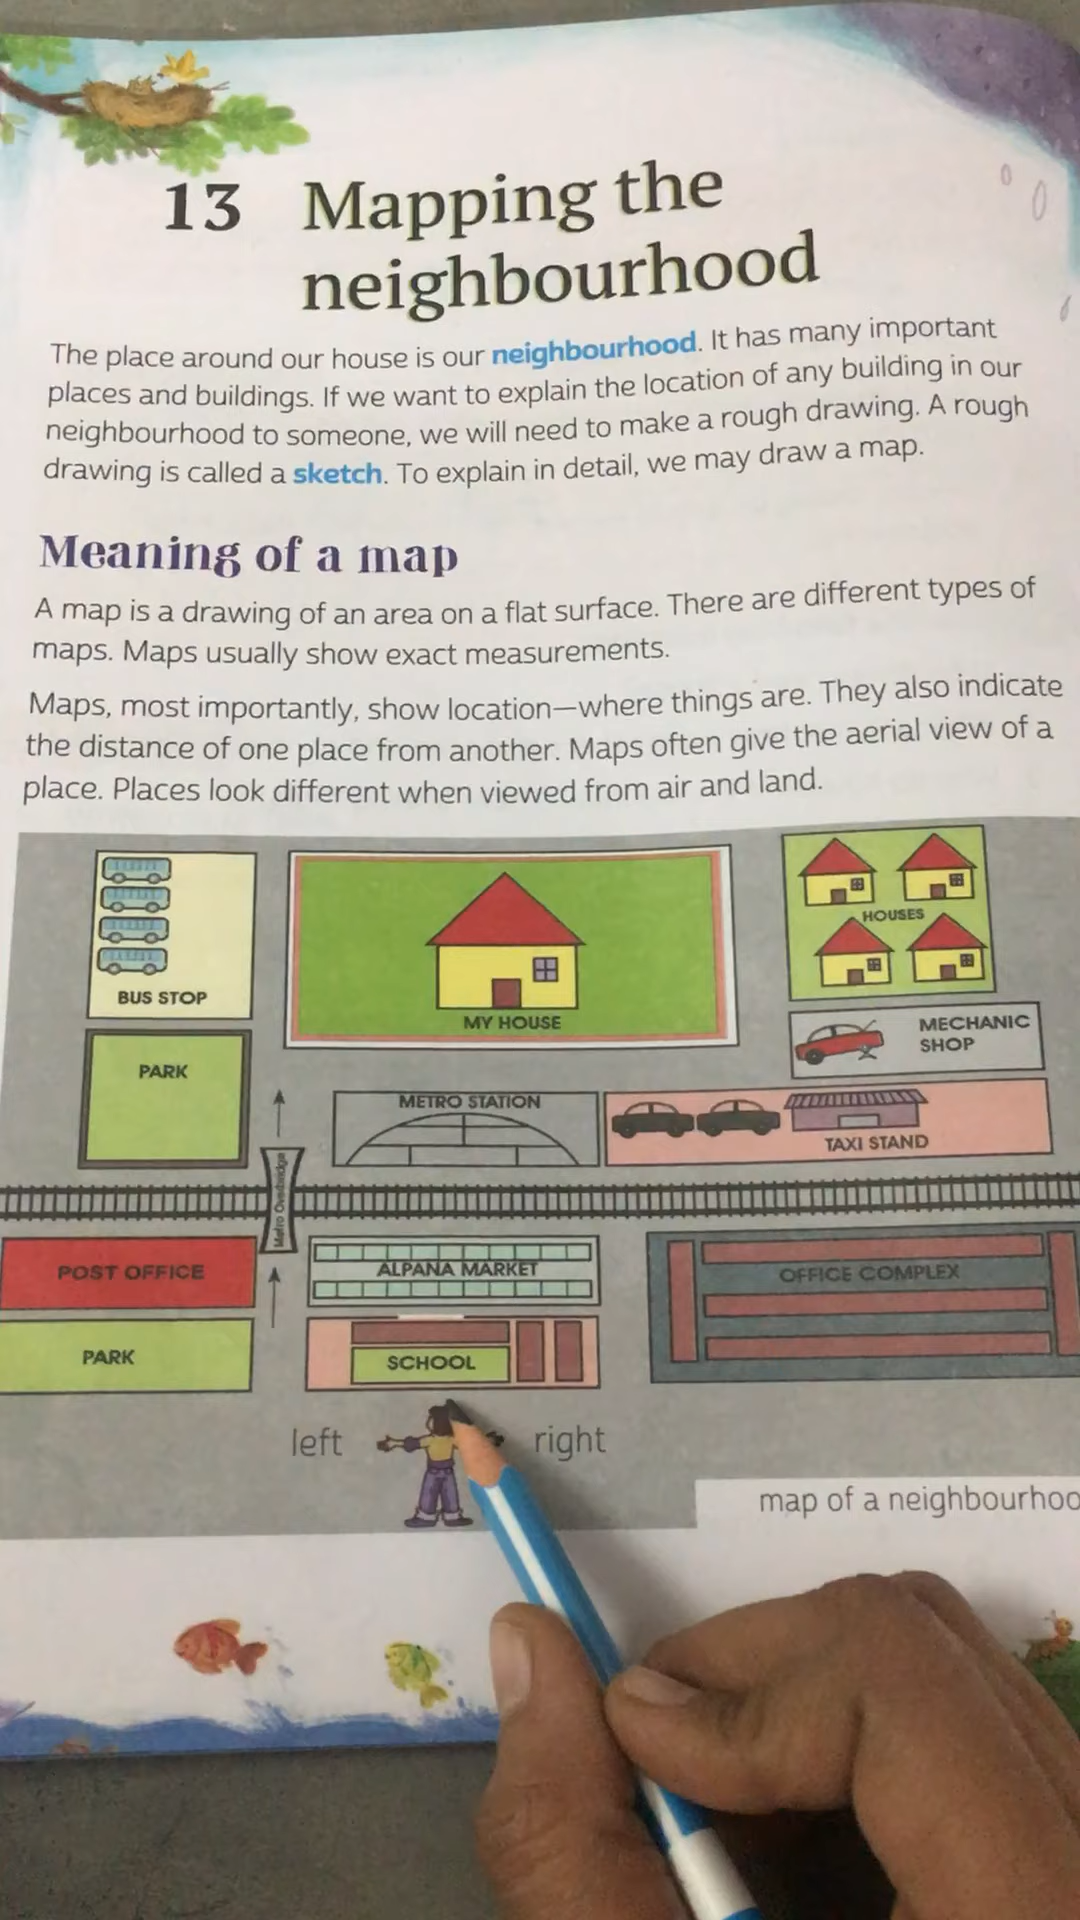 13 Mapping the
neighbourhood
The place around our house is our neighbourhood. It has many important
places and buildings. If we want to explain the location of any building in our
neighbourhood to someone, we will need to make a rough drawing. A rough
drawing is called a sketch. To explain in detail, we may draw a map.
Meaning of a map
A map is a drawing of an area on a flat surface. There are different types of
maps. Maps usually show exact measurements.
Maps, most importantly, show location—where things are. They also indicate
the distance of one place from another. Maps often give the aerial view of a
place. Places look different when viewed from air and land.
BUS STOP
MY HOUSE
HOUSES
PARK
MECHANIC
SHOP
METRO STATION
TAXI STAND
Metro Overbridge
POST OFFICE
ALPANA MARKET
OFFICE COMPLEX
PARK
SCHOOL
left
right
map of a neighbourhoo